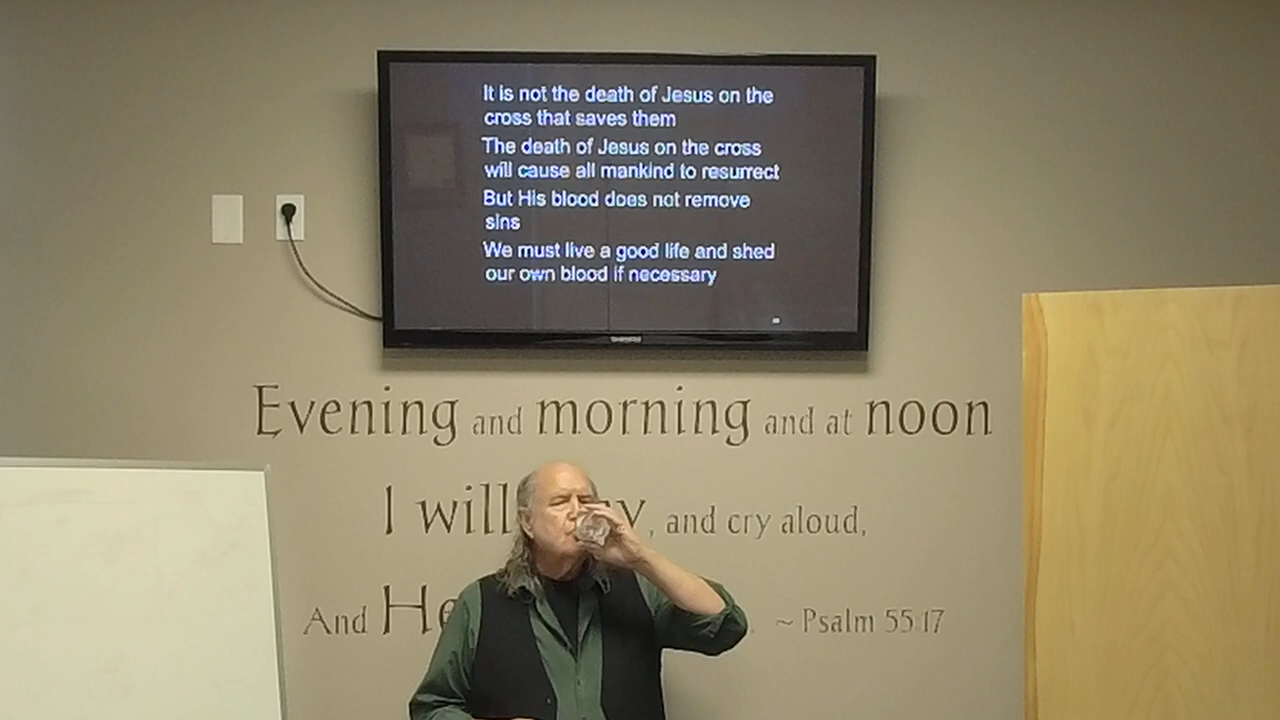 It is not the death of Jesus on the
cross that saves them
The death of Jesus on the cross
will cause all mankind to resurrect
But His blood does not remove
sins
We must live a good life and shed
our own blood if necessary
Evening and morning and at noon
I will , and cry aloud,
And ~ Psalm 55:17